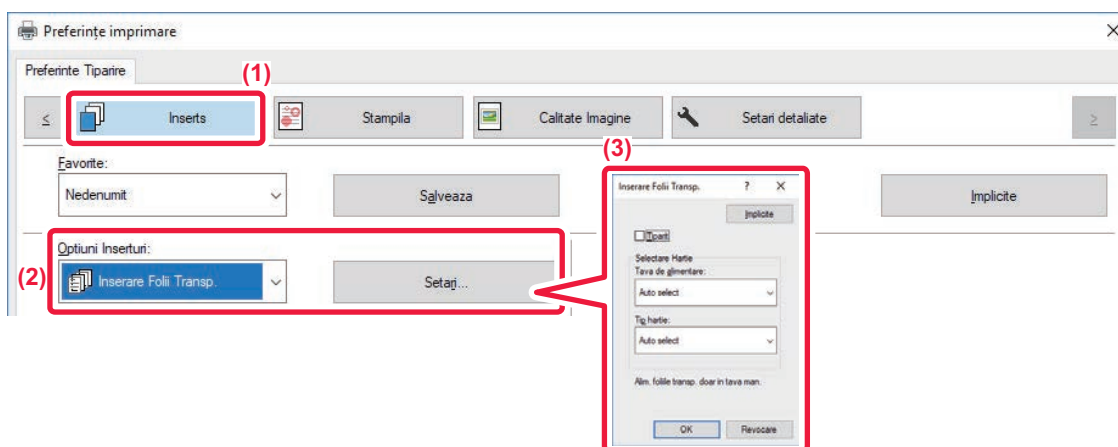 Preferințe imprimare
Preferinte Tiparire
(1)
< Inserts Stampila Calitate Imagine Setari detaliate >
(3)
Favorite:
Nedenumit Salveaza Implicite
Inserare Folii Transp. ? X
Implicite
Tipart
Optiuni Inserturi:
(2) Inserare Folii Transp. Setari...
Selectare Hartie
Tava de glimentare:
Auto select
Tip hartie:
Auto select
Alim. foliile transp. doar in tava man.
OK Revocare